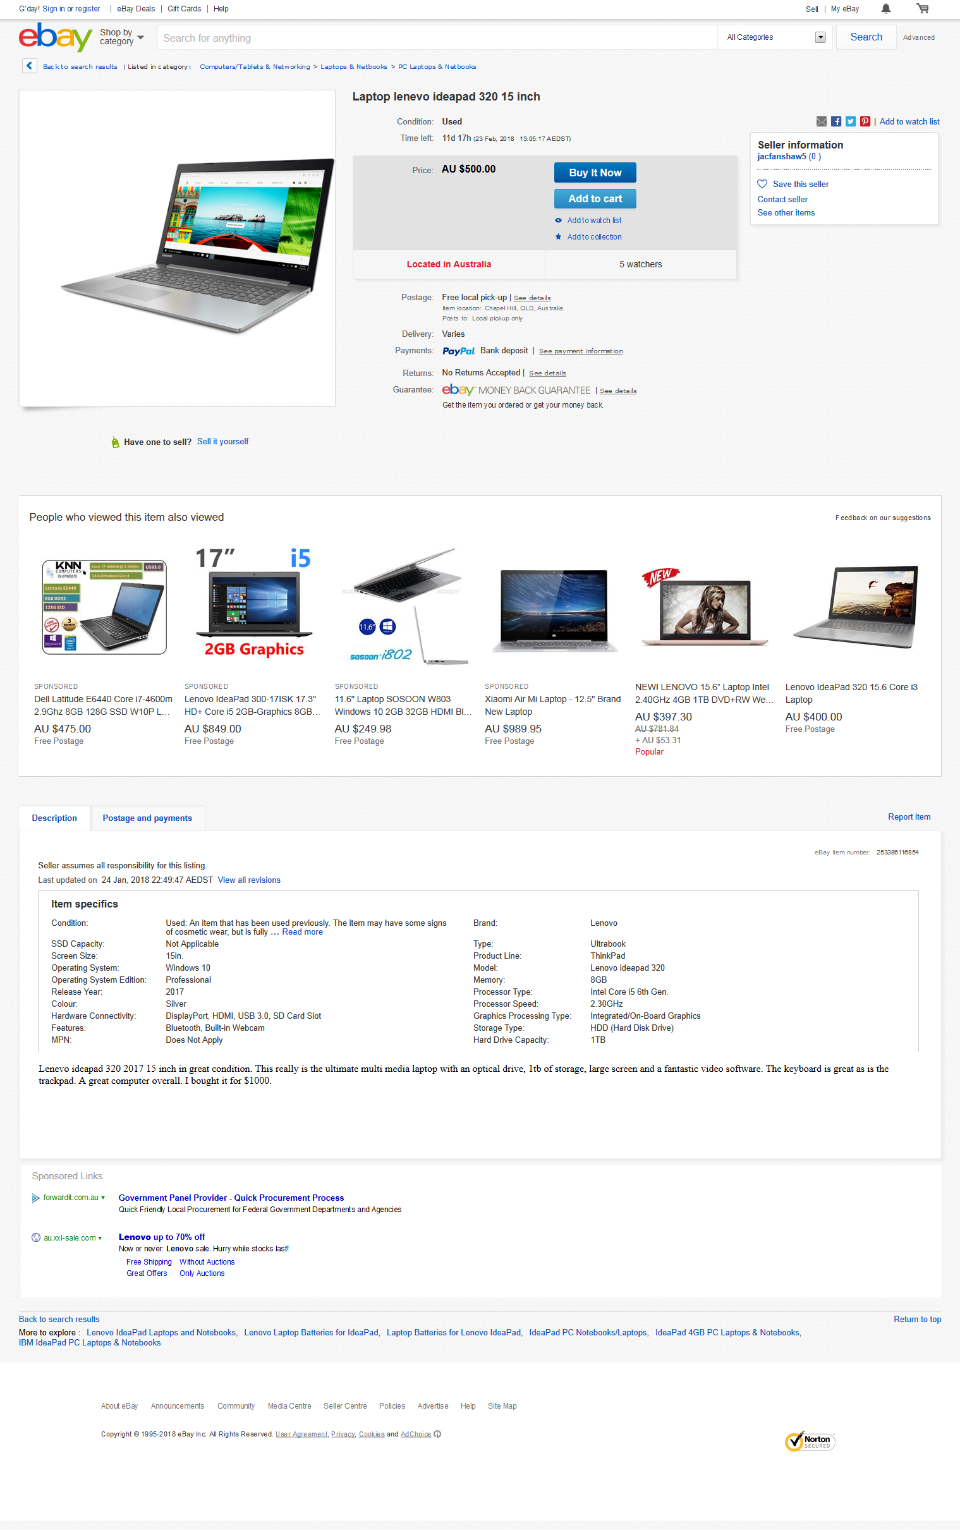 G'day! Sign in or register | eBay Deals | Gift Cards | Help Sell | My eBay
ebay Shop by category Search for anything All Categories Search Advanced
Back to search results | Listed in category: Computers/Tablets & Networking > Laptops & Netbooks > PC Laptops & Netbooks
Laptop lenevo ideapad 320 15 inch
Condition: Used
Time left: 11d 17h (23 Feb, 2018 13:05:17 AEDST)
| Add to watch list
Price: AU $500.00
Buy It Now
Add to cart
Add to watch list
Add to collection
Located in Australia 5 watchers
Seller information
jacfanshaw5 (0 )
Save this seller
Contact seller
See other items
Postage: Free local pick-up | See details
Item location: Chapel Hill, QLD, Australia
Posts to: Local pickup only
Delivery: Varies
Payments: PayPal Bank deposit | See payment information
Returns: No Returns Accepted | See details
Guarantee: ebay MONEY BACK GUARANTEE | See details
Get the item you ordered or get your money back.
Have one to sell? Sell it yourself
People who viewed this item also viewed Feedback on our suggestions
KNN
COMPUTERS
17" i5
2GB Graphics
11.6"
sosoon i802
NEW
SPONSORED
Dell Latitude E6440 Core i7-4600m
2.9Ghz 8GB 128G SSD W10P L...
AU $475.00
Free Postage
SPONSORED
Lenovo IdeaPad 300-17ISK 17.3"
HD+ Core i5 2GB-Graphics 8GB...
AU $849.00
Free Postage
SPONSORED
11.6" Laptop SOSOON W803
Windows 10 2GB 32GB HDMI Bl...
AU $249.98
Free Postage
SPONSORED
Xiaomi Air Mi Laptop - 12.5" Brand
New Laptop
AU $989.95
Free Postage
NEW! LENOVO 15.6" Laptop Intel
2.40GHz 4GB 1TB DVD+RW We...
AU $397.30
AU $781.84
+ AU $53.31
Popular
Lenovo IdeaPad 320 15.6 Core i3
Laptop
AU $400.00
Free Postage
Description Postage and payments Report item
eBay item number: 253386116884
Seller assumes all responsibility for this listing.
Last updated on 24 Jan, 2018 22:49:47 AEDST View all revisions
Item specifics
Condition: Used: An item that has been used previously. The item may have some signs of cosmetic wear, but is fully ... Read more Brand: Lenovo
SSD Capacity: Not Applicable Type: Ultrabook
Screen Size: 15in. Product Line: ThinkPad
Operating System: Windows 10 Model: Lenovo Ideapad 320
Operating System Edition: Professional Memory: 8GB
Release Year: 2017 Processor Type: Intel Core i5 6th Gen.
Colour: Silver Processor Speed: 2.30GHz
Hardware Connectivity: DisplayPort, HDMI, USB 3.0, SD Card Slot Graphics Processing Type: Integrated/On-Board Graphics
Features: Bluetooth, Built-in Webcam Storage Type: HDD (Hard Disk Drive)
MPN: Does Not Apply Hard Drive Capacity: 1TB
Lenevo ideapad 320 2017 15 inch in great condition. This really is the ultimate multi media laptop with an optical drive, 1tb of storage, large screen and a fantastic video software. The keyboard is great as is the
trackpad. A great computer overall. I bought it for $1000.
Sponsored Links
forwardit.com.au Government Panel Provider - Quick Procurement Process
Quick Friendly Local Procurement for Federal Government Departments and Agencies
au.xxl-sale.com Lenovo up to 70% off
Now or never: Lenovo sale. Hurry while stocks last!
Free Shipping Without Auctions
Great Offers Only Auctions
Back to search results Return to top
More to explore : Lenovo IdeaPad Laptops and Notebooks, Lenovo Laptop Batteries for IdeaPad, Laptop Batteries for Lenovo IdeaPad, IdeaPad PC Notebooks/Laptops, IdeaPad 4GB PC Laptops & Notebooks,
IBM IdeaPad PC Laptops & Notebooks
About eBay Announcements Community Media Centre Seller Centre Policies Advertise Help Site Map
Copyright © 1995-2018 eBay Inc. All Rights Reserved. User Agreement, Privacy, Cookies and AdChoice
Norton
SECURED